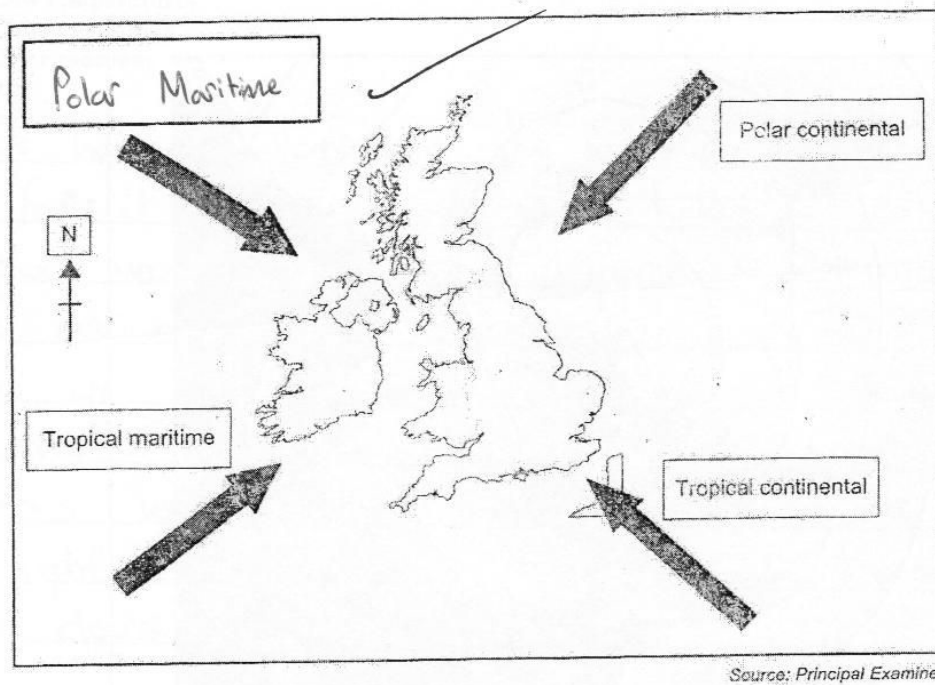 Polar Maritime
Polar continental
N
Tropical maritime
Tropical continental
Source: Principal Examine